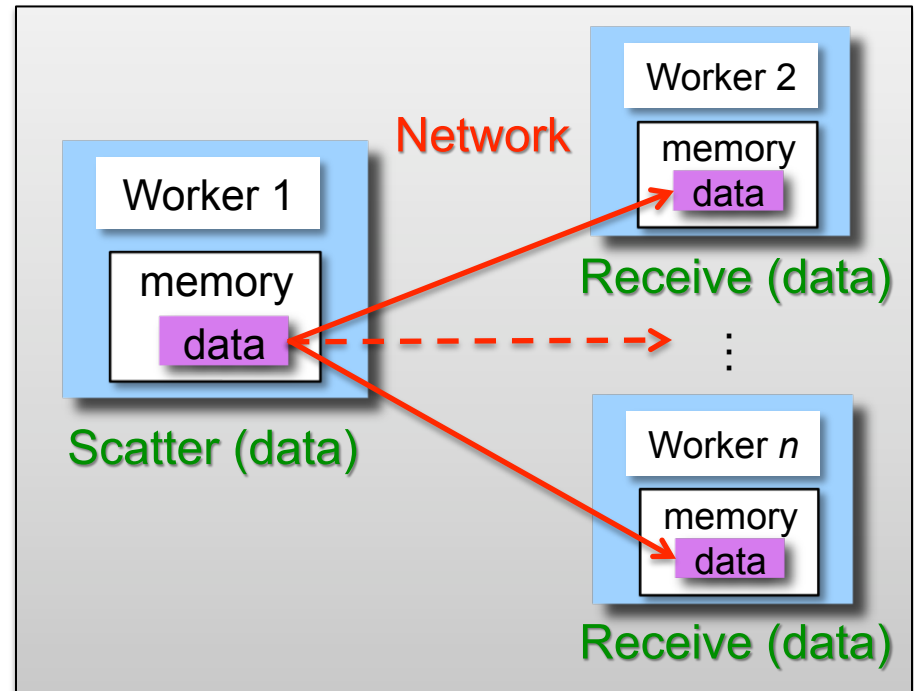 Worker 1
memory
data
Scatter (data)
Network
Worker 2
memory
data
Receive (data)
⋮
Worker n
memory
data
Receive (data)